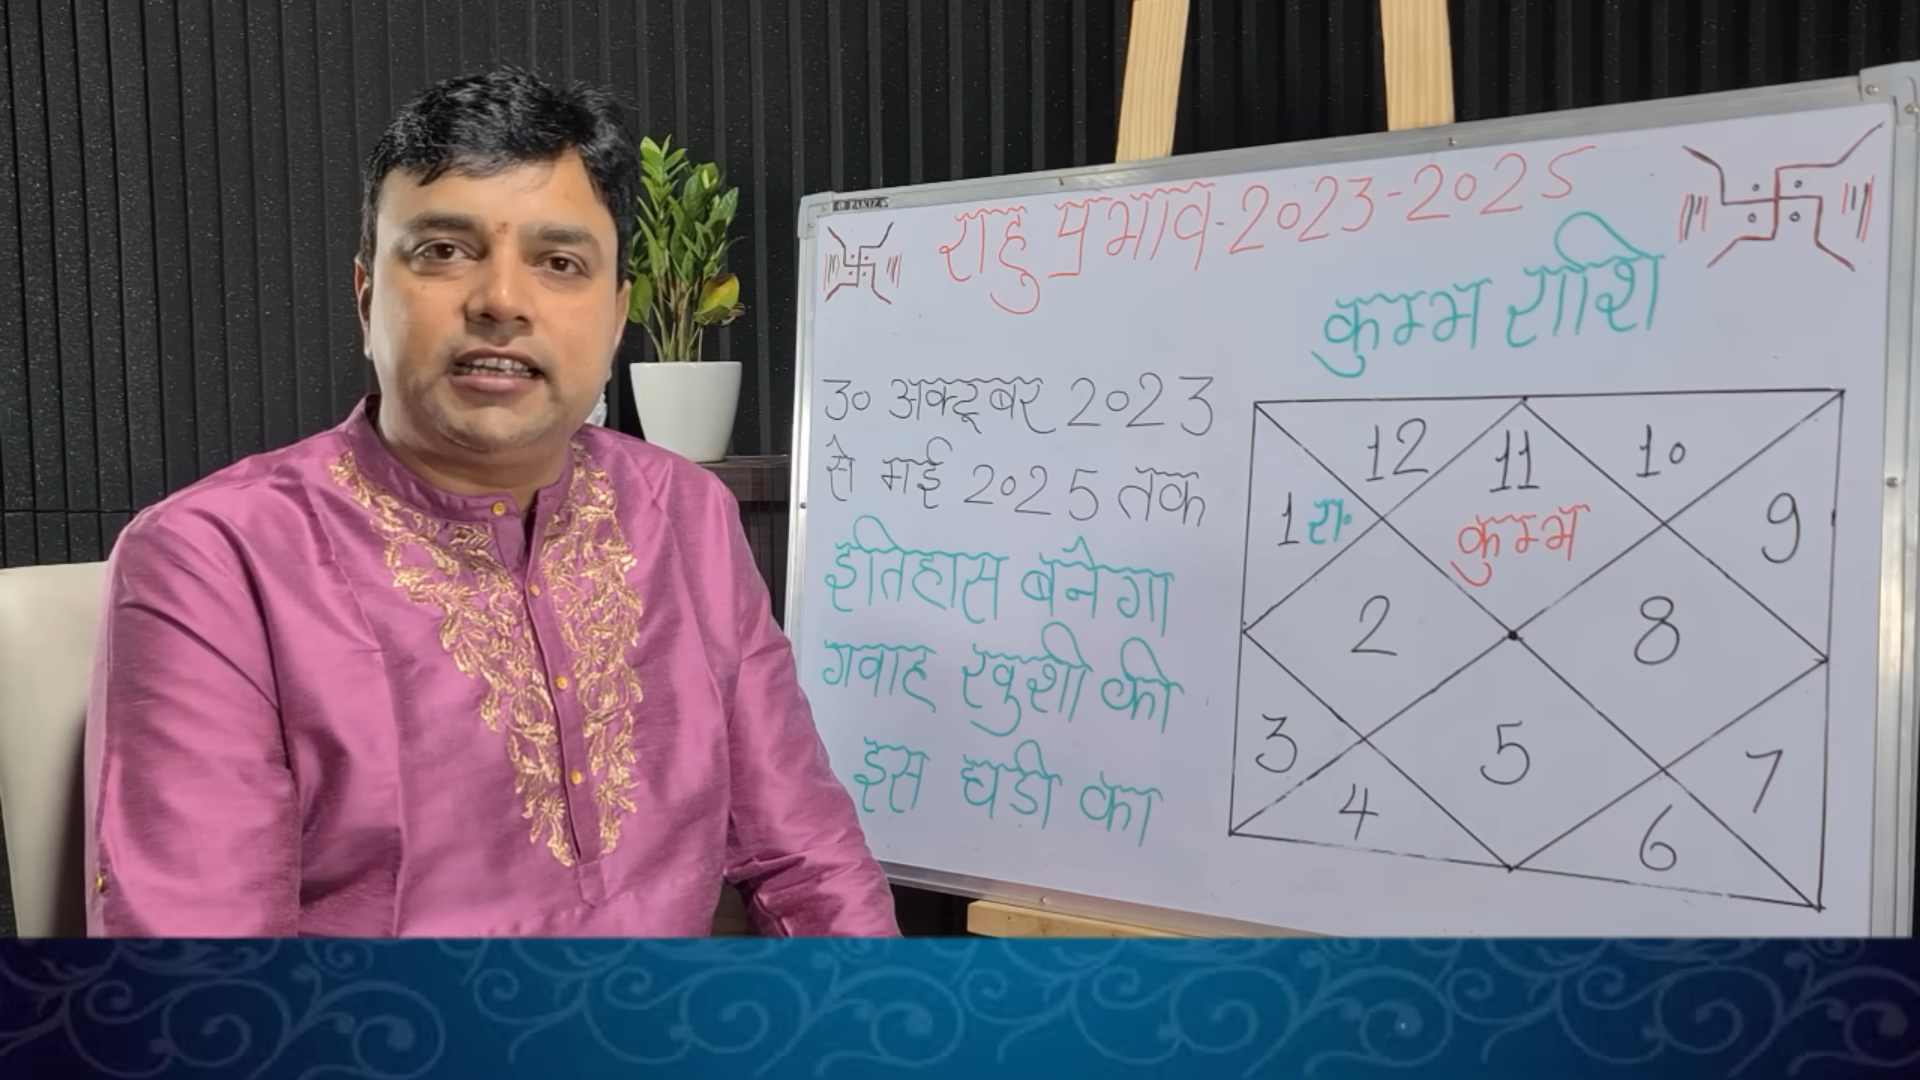 राहु प्रभाव-2023-2025
कुम्भ राशि
30 अक्टूबर 2023
से मई 2025 तक
इतिहास बनेगा
गवाह खुशी की
इस घडी का
12 11 10
1 रा. कुम्भ 9
2 8
3 5 7
4 6